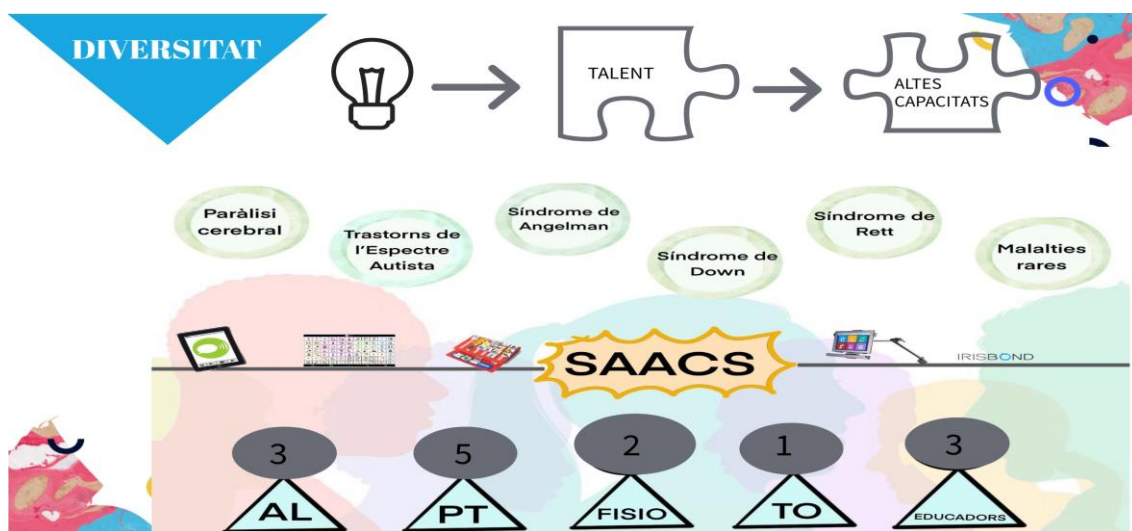 DIVERSITAT
TALENT
ALTES
CAPACITATS
Paràlisi
cerebral
Trastorns de
l'Espectre
Autista
Síndrome de
Angelman
Síndrome de
Down
Síndrome de
Rett
Malalties
rares
SAACS
IRISBOND
3
5
2
1
3
AL
PT
FISIO
TO
EDUCADORS